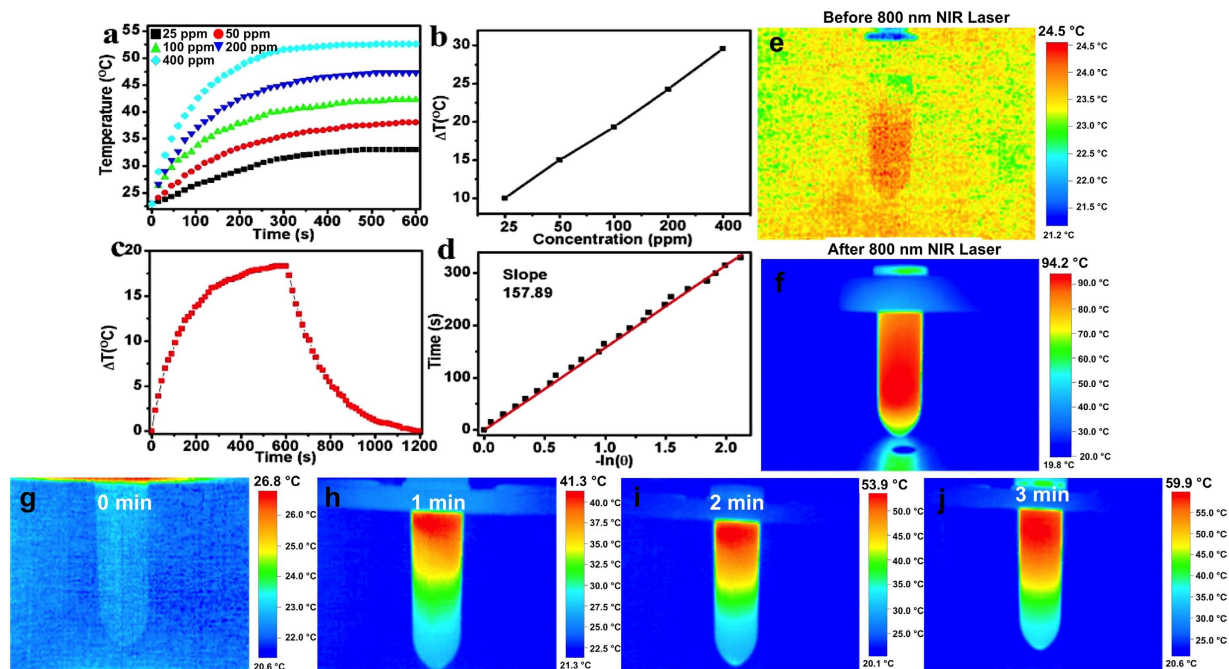 a
25 ppm 50 ppm
100 ppm 200 ppm
400 ppm
Temperature (°C)
55
50
45
40
35
30
25
0 100 200 300 400 500 600
Time (s)
b
ΔT(°C)
30
25
20
15
10
25 50 100 200 400
Concentration (ppm)
Before 800 nm NIR Laser
e
24.5 °C
24.5 °C
24.0 °C
23.5 °C
23.0 °C
22.5 °C
22.0 °C
21.5 °C
21.2 °C
c
ΔT(°C)
20
15
10
5
0
0 200 400 600 800 1000 1200
Time (s)
d
Slope
157.89
Time (s)
300
200
100
0
0.0 0.5 1.0 1.5 2.0
-ln(θ)
After 800 nm NIR Laser
f
94.2 °C
90.0 °C
80.0 °C
70.0 °C
60.0 °C
50.0 °C
40.0 °C
30.0 °C
20.0 °C
19.8 °C
g
0 min
26.8 °C
26.0 °C
25.0 °C
24.0 °C
23.0 °C
22.0 °C
20.6 °C
h
1 min
41.3 °C
40.0 °C
37.5 °C
35.0 °C
32.5 °C
30.0 °C
27.5 °C
25.0 °C
22.5 °C
21.3 °C
i
2 min
53.9 °C
50.0 °C
45.0 °C
40.0 °C
35.0 °C
30.0 °C
25.0 °C
20.1 °C
j
3 min
59.9 °C
55.0 °C
50.0 °C
45.0 °C
40.0 °C
35.0 °C
30.0 °C
25.0 °C
20.6 °C